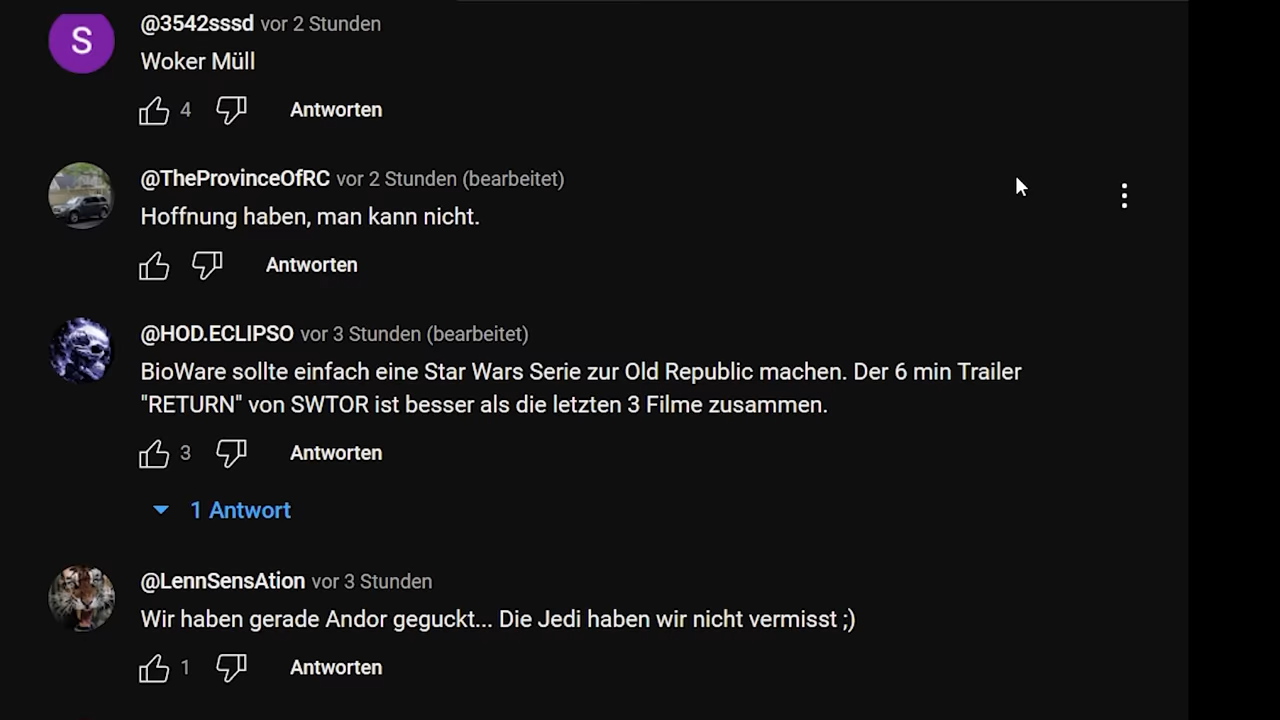 S
@3542sssd vor 2 Stunden
Woker Müll
4 Antworten
@TheProvinceOfRC vor 2 Stunden (bearbeitet)
Hoffnung haben, man kann nicht.
Antworten
@HOD.ECLIPSO vor 3 Stunden (bearbeitet)
BioWare sollte einfach eine Star Wars Serie zur Old Republic machen. Der 6 min Trailer
"RETURN" von SWTOR ist besser als die letzten 3 Filme zusammen.
3 Antworten
1 Antwort
@LennSensAtion vor 3 Stunden
Wir haben gerade Andor geguckt... Die Jedi haben wir nicht vermisst ;)
1 Antworten